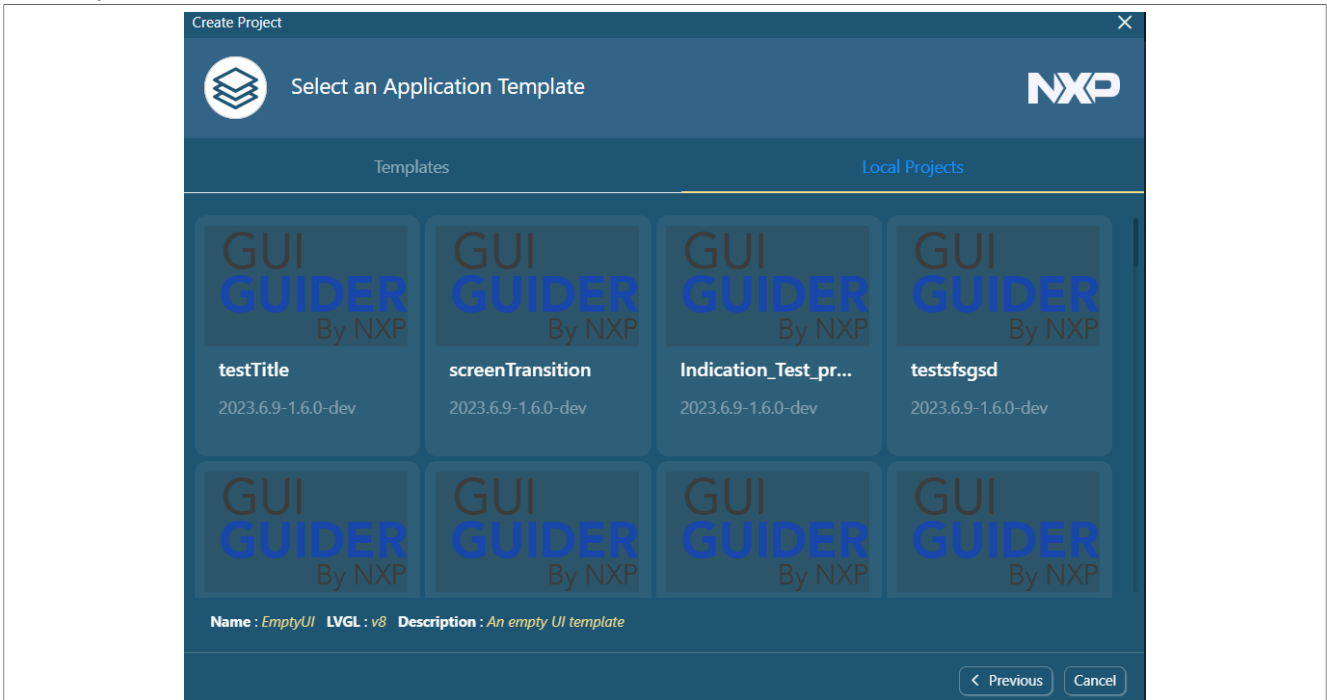 Create Project
Select an Application Template
NXP
Templates
Local Projects
GUI GUI GUI GUI
GUIDER GUIDER GUIDER GUIDER
By NXP By NXP By NXP By NXP
testTitle screenTransition Indication_Test_pr... testsfsgsd
2023.6.9-1.6.0-dev 2023.6.9-1.6.0-dev 2023.6.9-1.6.0-dev 2023.6.9-1.6.0-dev
GUI GUI GUI GUI
GUIDER GUIDER GUIDER GUIDER
By NXP By NXP By NXP By NXP
Name : EmptyUI LVGL : v8 Description : An empty UI template
< Previous Cancel